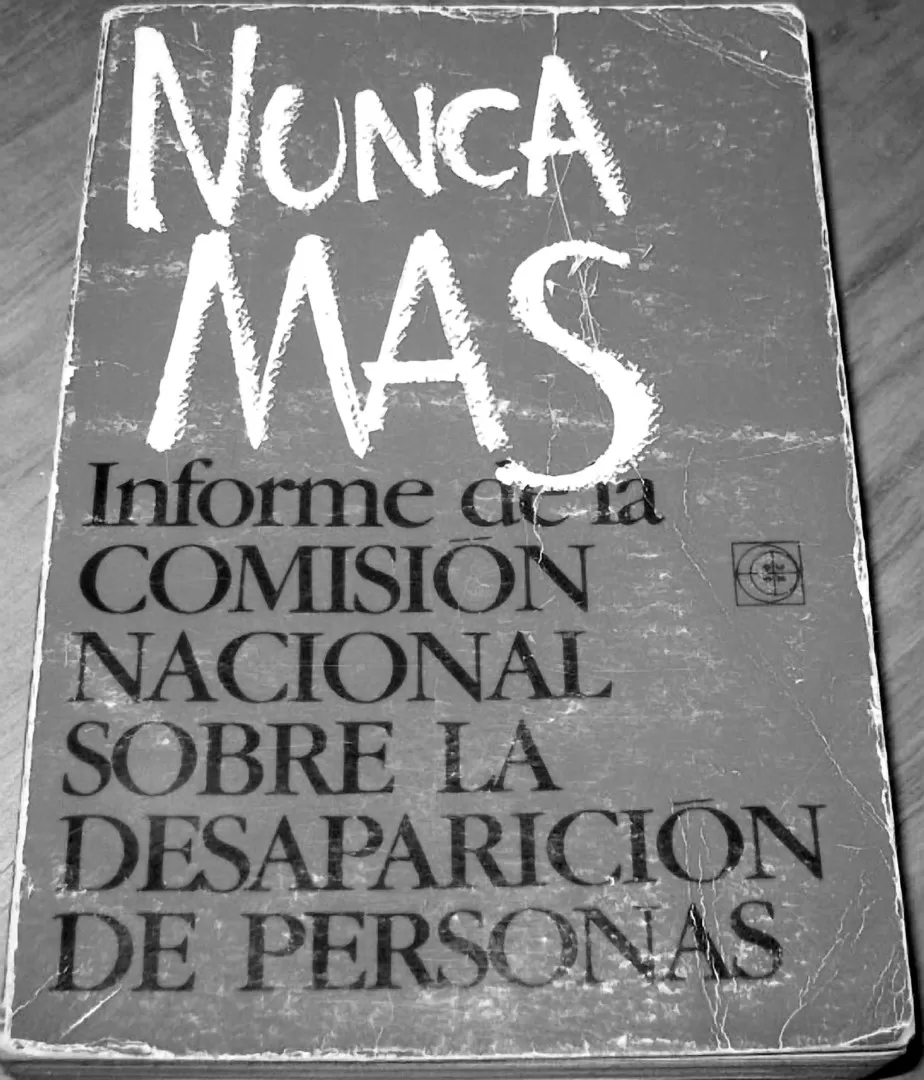 NUNCA
MAS
Informe de la
COMISIÓN
NACIONAL
SOBRE LA
DESAPARICIÓN
DE PERSONAS